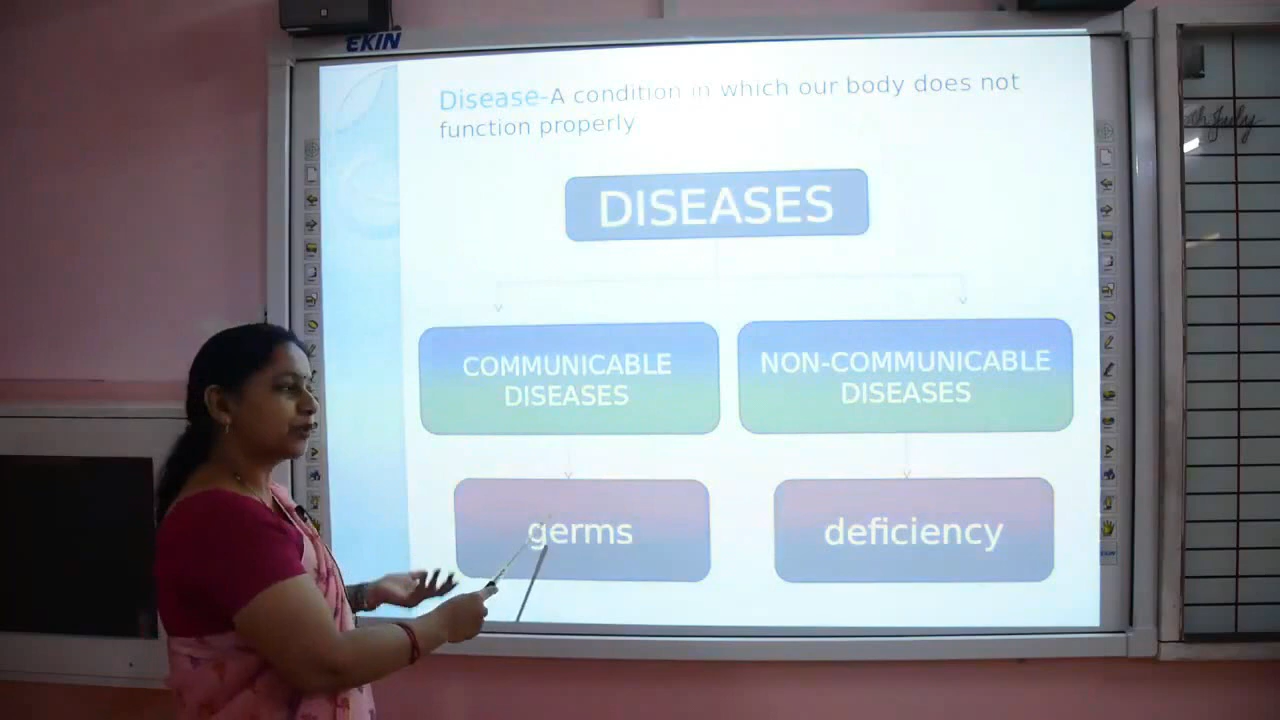 EKIN
Disease-A condition in which our body does not
function properly
DISEASES
COMMUNICABLE
DISEASES
NON-COMMUNICABLE
DISEASES
germs
deficiency
July